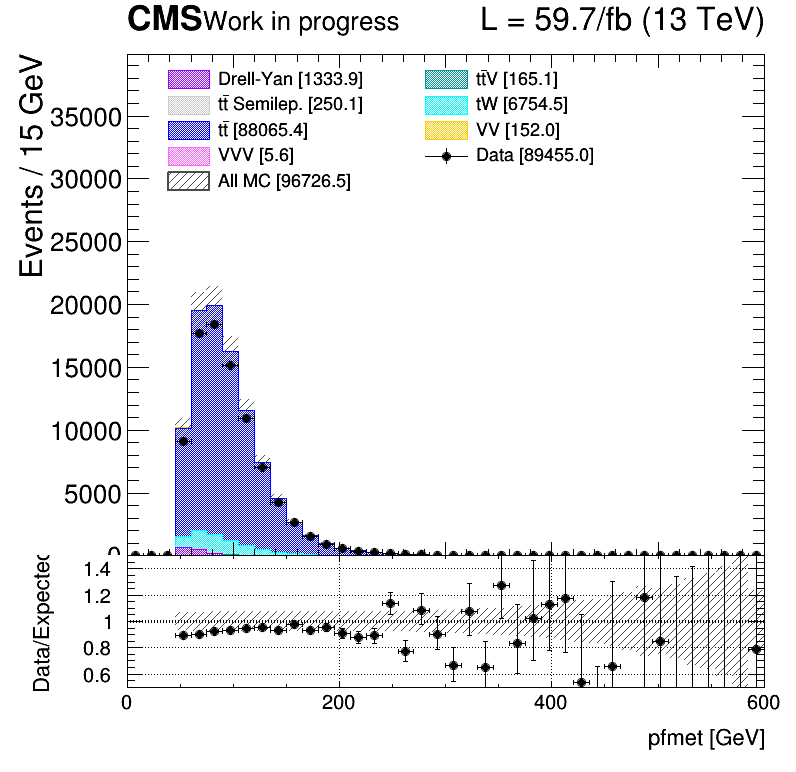 CMS Work in progress L = 59.7/fb (13 TeV)
Events / 15 GeV
Drell-Yan [1333.9]
tt̄ Semilep. [250.1]
tt̄ [88065.4]
VVV [5.6]
All MC [96726.5]
tt̄V [165.1]
tW [6754.5]
VV [152.0]
Data [89455.0]
35000
30000
25000
20000
15000
10000
5000
0
Data/Expected
1.4
1.2
1
0.8
0.6
0 200 400 600
pfmet [GeV]